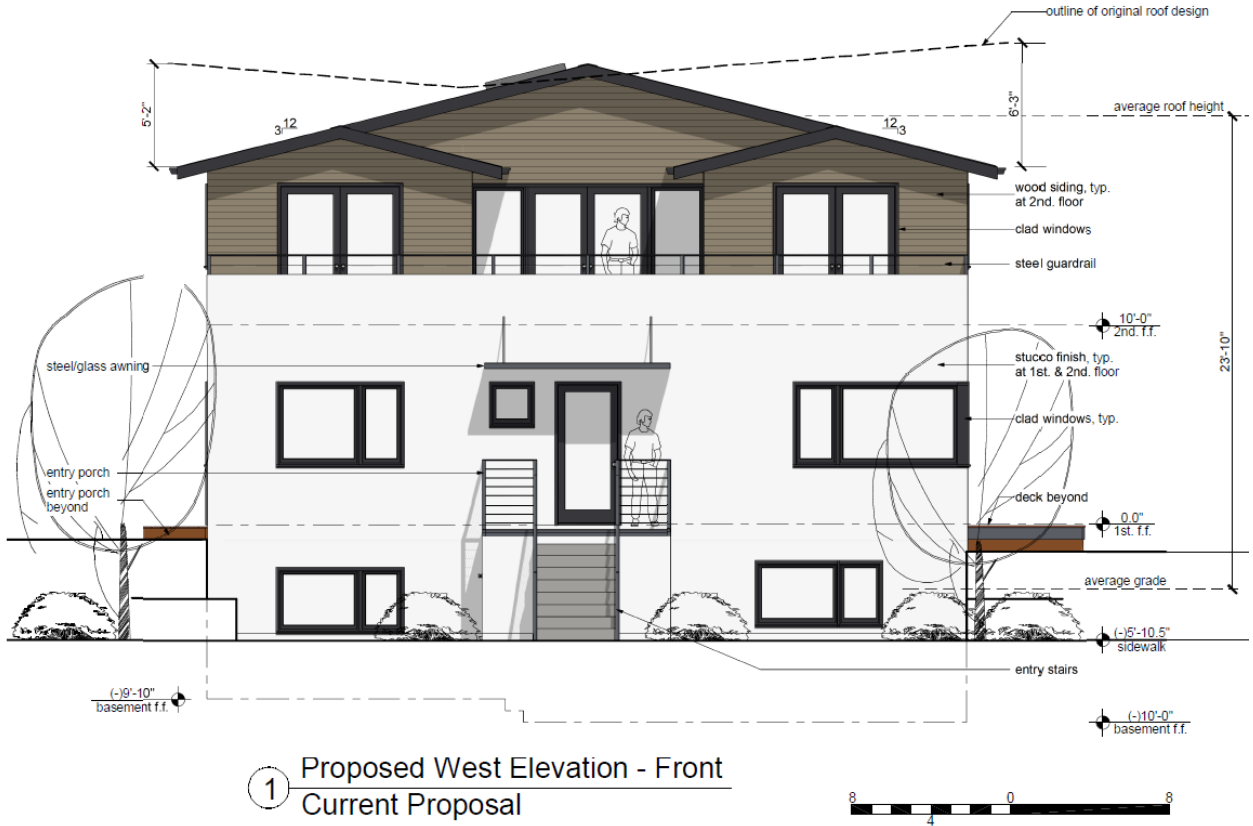 outline of original roof design
5'-2"
6'-3"
average roof height
3 12
12 3
wood siding, typ.
at 2nd. floor
clad windows
steel guardrail
10'-0"
2nd. f.f.
23'-10"
steel/glass awning
stucco finish, typ.
at 1st. & 2nd. floor
clad windows, typ.
entry porch
entry porch
beyond
deck beyond
0.0"
1st. f.f.
average grade
(-)5'-10.5"
sidewalk
entry stairs
(-)9'-10"
basement f.f.
(-)10'-0"
basement f.f.
1
Proposed West Elevation - Front
Current Proposal
8 0 8
4